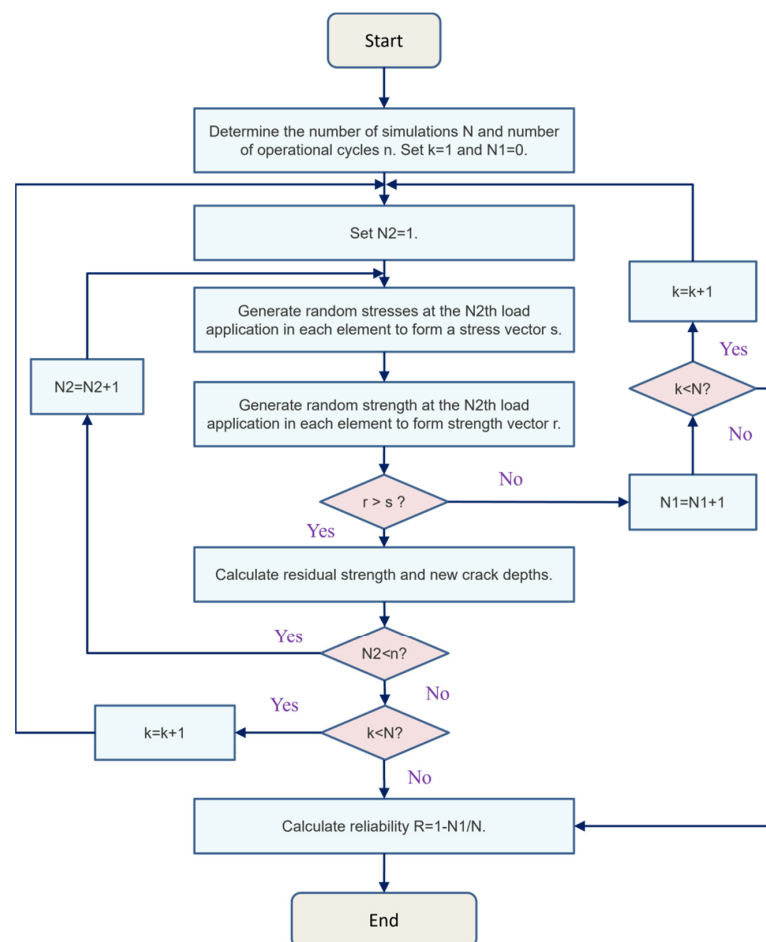 Start
Determine the number of simulations N and number
of operational cycles n. Set k=1 and N1=0.
Set N2=1.
k=k+1
Generate random stresses at the N2th load
application in each element to form a stress vector s.
Yes
N2=N2+1
k<N?
Generate random strength at the N2th load
application in each element to form strength vector r.
No
No
r > s ?
N1=N1+1
Yes
Calculate residual strength and new crack depths.
Yes
N2<n?
No
Yes
k=k+1
k<N?
No
Calculate reliability R=1-N1/N.
End